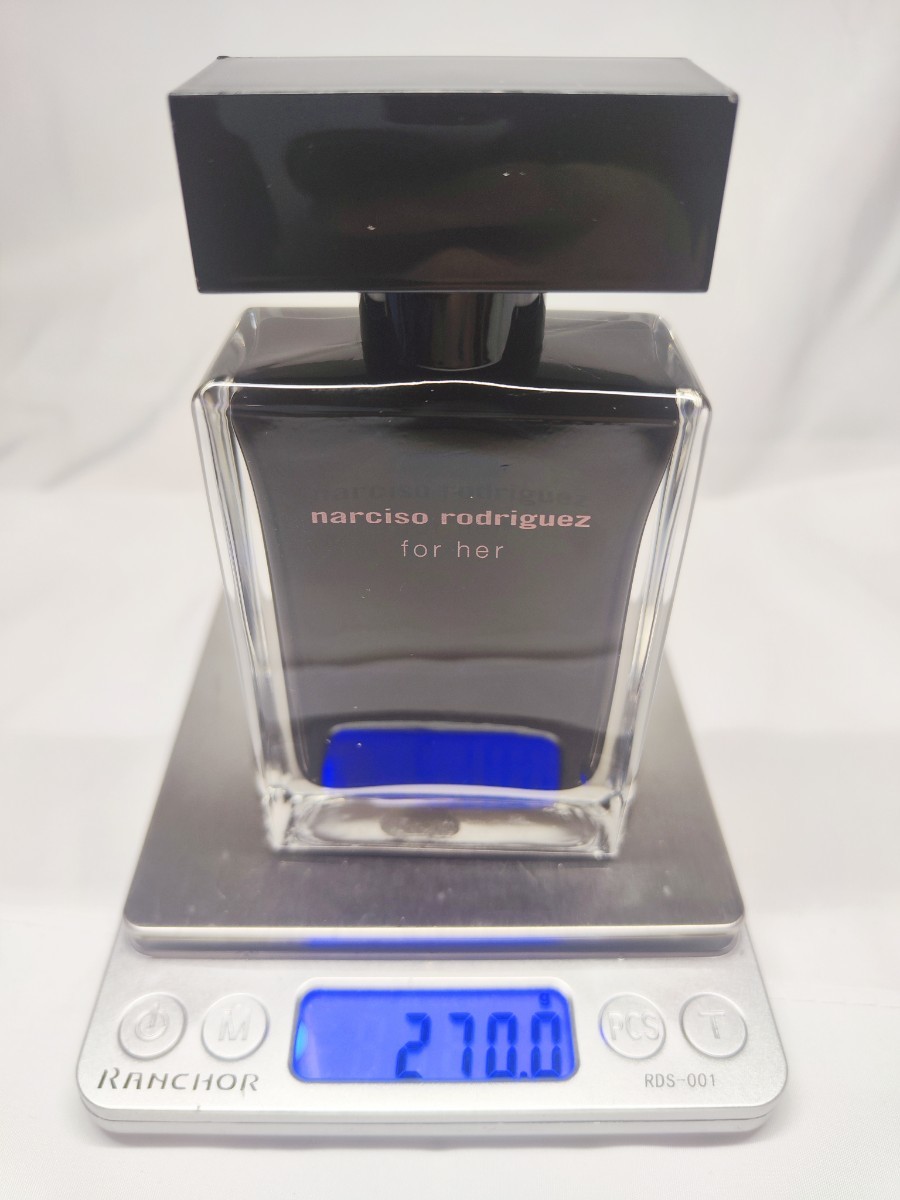 narciso rodriguez
for her
g
270.0
M
PCS
T
RANCHOR
RDS-001